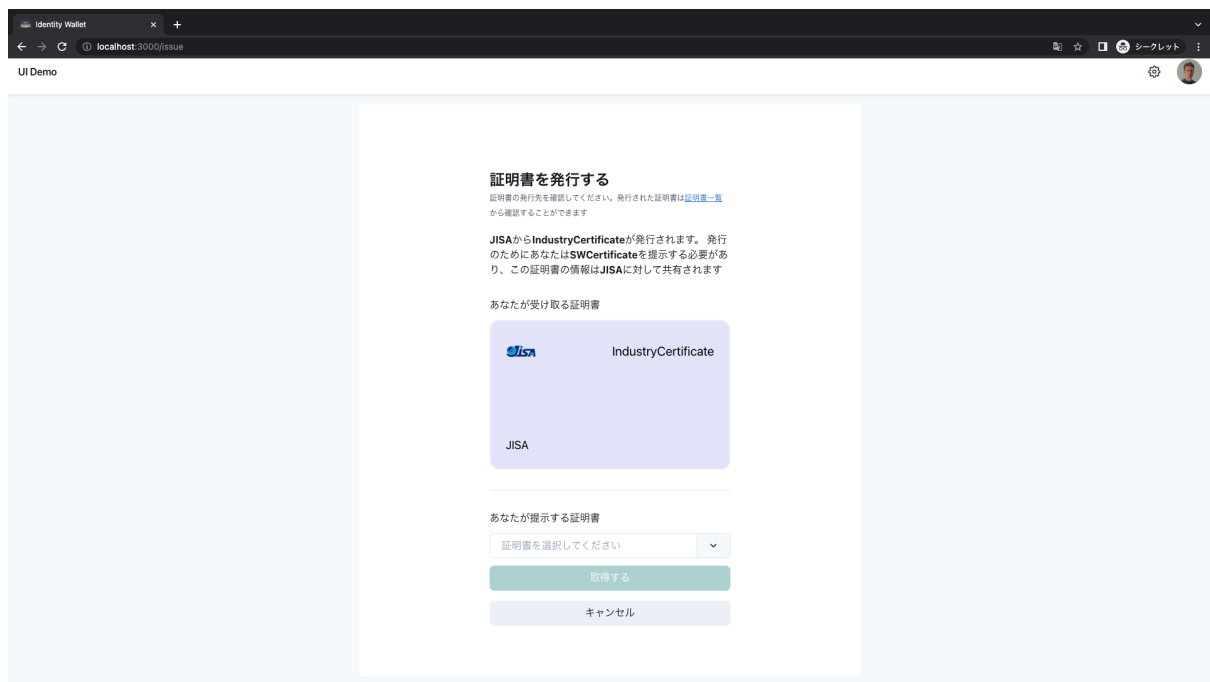 Identity Wallet
localhost:3000/issue
シークレット
UI Demo
証明書を発行する
証明書の発行先を確認してください。発行された証明書は証明書一覧
から確認することができます
JISAからIndustryCertificateが発行されます。 発行
のためにあなたはSWCertificateを提示する必要があ
り、この証明書の情報はJISAに対して共有されます
あなたが受け取る証明書
JISA IndustryCertificate
JISA
あなたが提示する証明書
証明書を選択してください
取得する
キャンセル